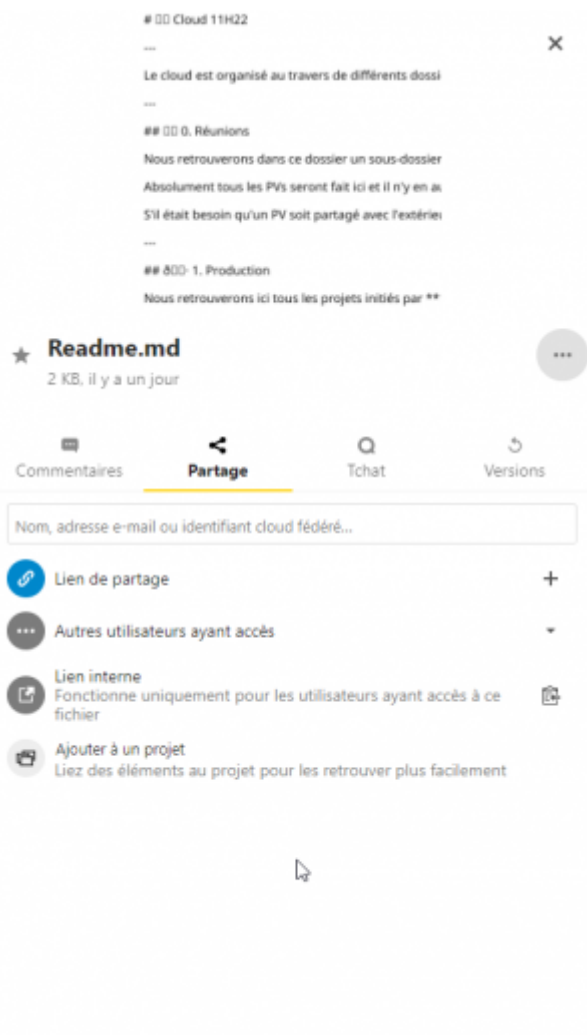 # Cloud 11H22
---
Le cloud est organisé au travers de différents dossi
---
## 0. Réunions
Nous retrouverons dans ce dossier un sous-dossier
Absolument tous les PVs seront fait ici et il n'y en au
S'il était besoin qu'un PV soit partagé avec l'extérieu
---
## 1. Production
Nous retrouverons ici tous les projets initiés par **
Readme.md
2 KB, il y a un jour
Commentaires
Partage
Tchat
Versions
Nom, adresse e-mail ou identifiant cloud fédéré...
Lien de partage
Autres utilisateurs ayant accès
Lien interne
Fonctionne uniquement pour les utilisateurs ayant accès à ce
fichier
Ajouter à un projet
Liez des éléments au projet pour les retrouver plus facilement